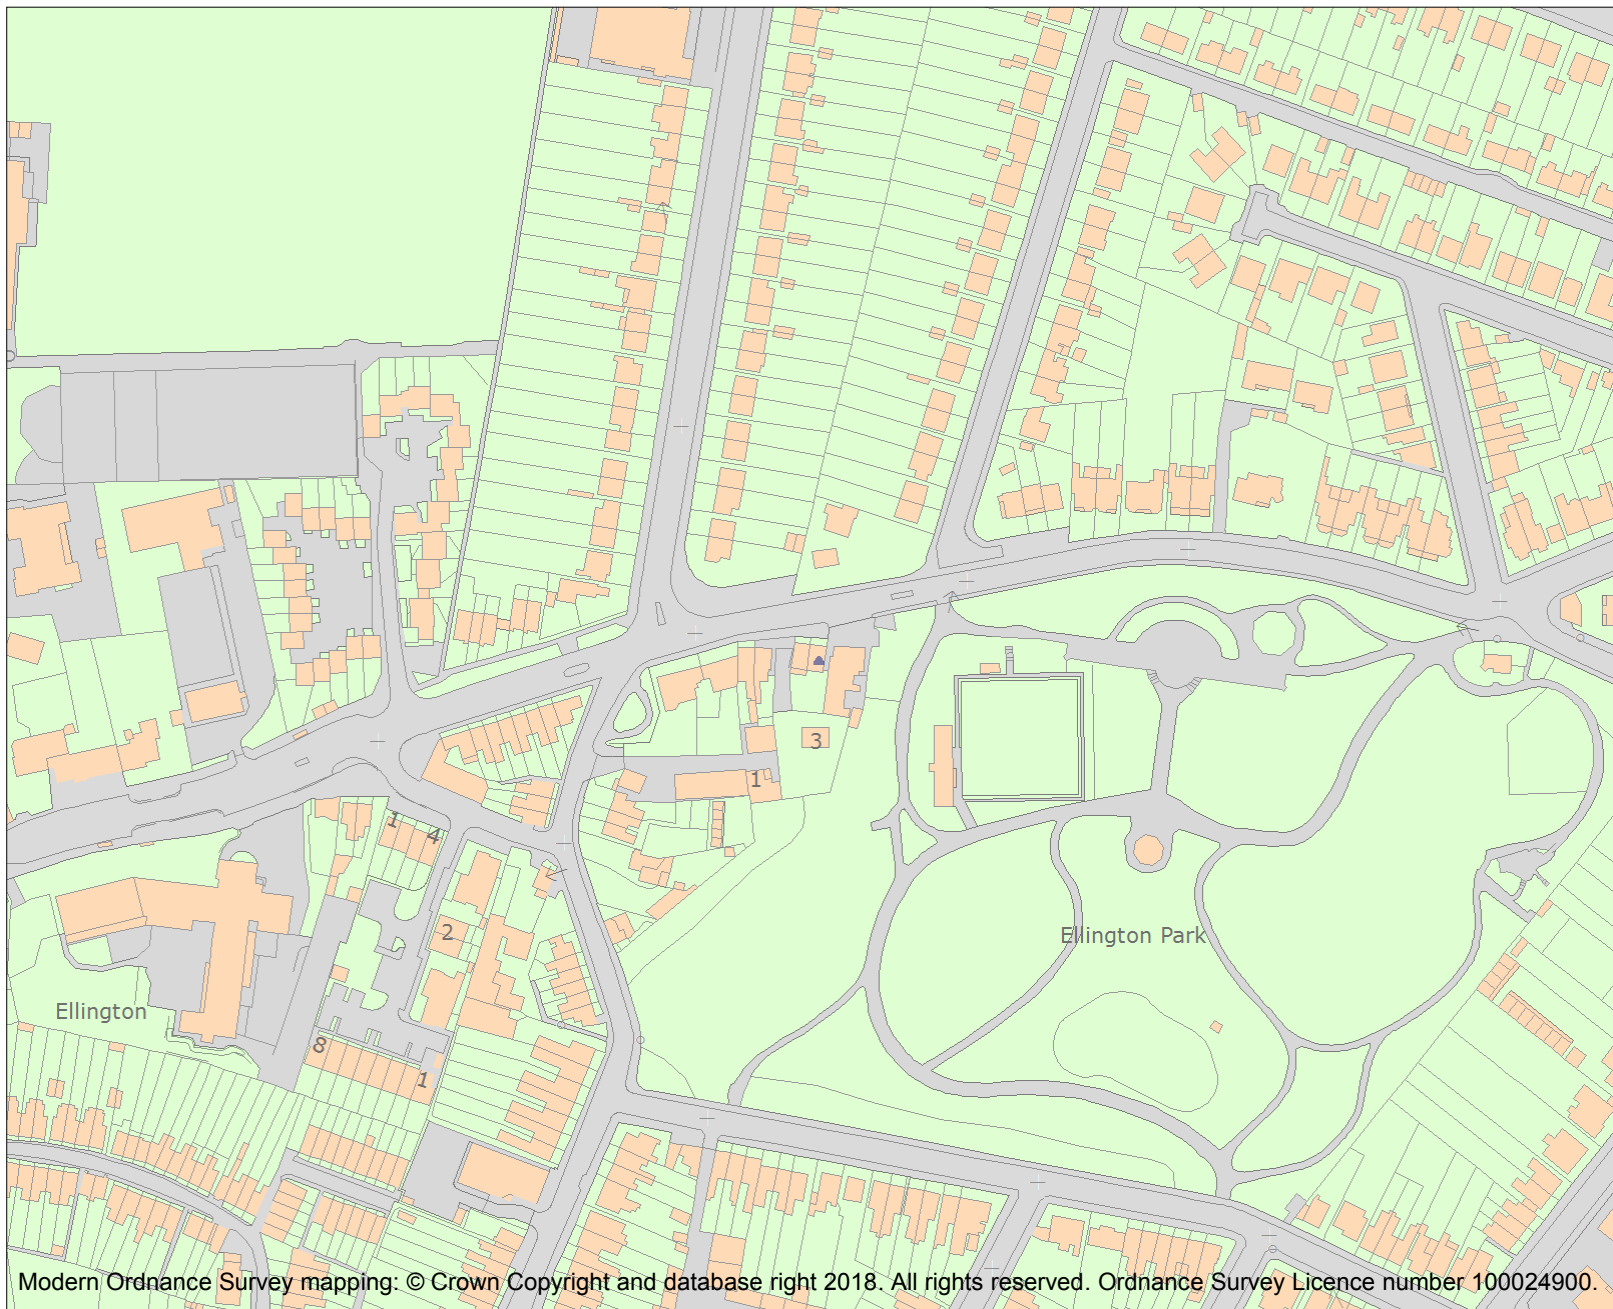 3
1
1
4
2
Ellington Park
Ellington
8
1
Modern Ordnance Survey mapping: © Crown Copyright and database right 2018. All rights reserved. Ordnance Survey Licence number 100024900.